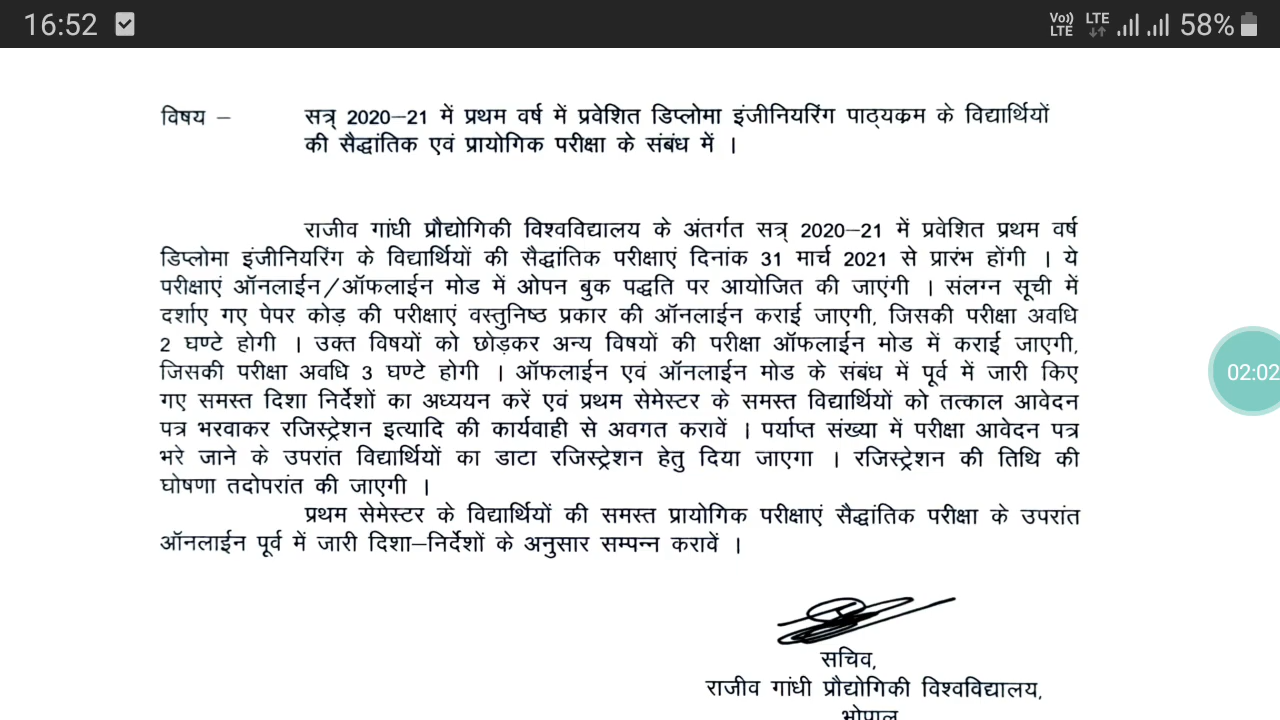 16:52
Vo)) LTE LTE 58%
विषय – सत्र् 2020–21 में प्रथम वर्ष में प्रवेशित डिप्लोमा इंजीनियरिंग पाठ्यक्रम के विद्यार्थियों
की सैद्धांतिक एवं प्रायोगिक परीक्षा के संबंध में ।
राजीव गांधी प्रौद्योगिकी विश्वविद्यालय के अंतर्गत सत्र् 2020–21 में प्रवेशित प्रथम वर्ष
डिप्लोमा इंजीनियरिंग के विद्यार्थियों की सैद्धांतिक परीक्षाएं दिनांक 31 मार्च 2021 से प्रारंभ होंगी । ये
परीक्षाएं ऑनलाईन/ऑफलाईन मोड में ओपन बुक पद्धति पर आयोजित की जाएंगी । संलग्न सूची में
दर्शाए गए पेपर कोड़ की परीक्षाएं वस्तुनिष्ठ प्रकार की ऑनलाईन कराई जाएगी, जिसकी परीक्षा अवधि
2 घण्टे होगी । उक्त विषयों को छोड़कर अन्य विषयों की परीक्षा ऑफलाईन मोड में कराई जाएगी,
जिसकी परीक्षा अवधि 3 घण्टे होगी । ऑफलाईन एवं ऑनलाईन मोड के संबंध में पूर्व में जारी किए
गए समस्त दिशा निर्देशों का अध्ययन करें एवं प्रथम सेमेस्टर के समस्त विद्यार्थियों को तत्काल आवेदन
पत्र भरवाकर रजिस्ट्रेशन इत्यादि की कार्यवाही से अवगत करावें । पर्याप्त संख्या में परीक्षा आवेदन पत्र
भरे जाने के उपरांत विद्यार्थियों का डाटा रजिस्ट्रेशन हेतु दिया जाएगा । रजिस्ट्रेशन की तिथि की
घोषणा तदोपरांत की जाएगी ।
प्रथम सेमेस्टर के विद्यार्थियों की समस्त प्रायोगिक परीक्षाएं सैद्धांतिक परीक्षा के उपरांत
ऑनलाईन पूर्व में जारी दिशा–निर्देशों के अनुसार सम्पन्न करावें ।
02:02
सचिव,
राजीव गांधी प्रौद्योगिकी विश्वविद्यालय,
भोपाल